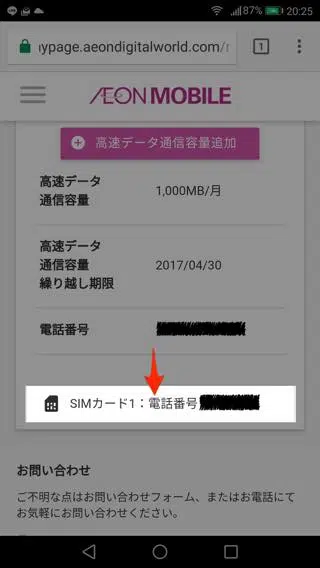 87% 20:25
ypage.aeondigitalworld.com/r
1
ÆON MOBILE
高速データ通信容量追加
高速データ
通信容量
1,000MB/月
高速データ
通信容量
繰り越し期限
2017/04/30
電話番号
SIMカード1：電話番号
お問い合わせ
ご不明な点はお問い合わせフォーム、またはお電話にて
お気軽にお問い合わせください。